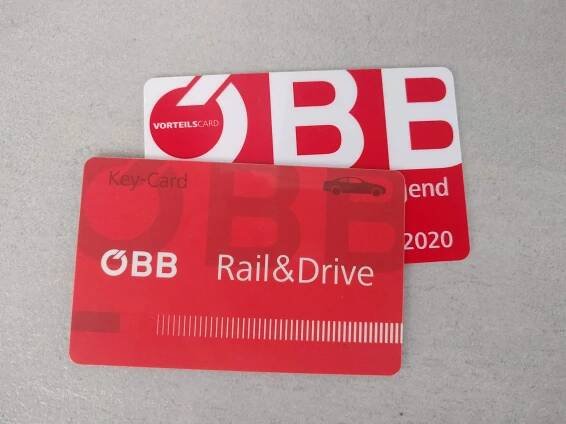 VORTEILSCARD
ÖBB
gend
2020
Key-Card
ÖBB
ÖBB Rail&Drive